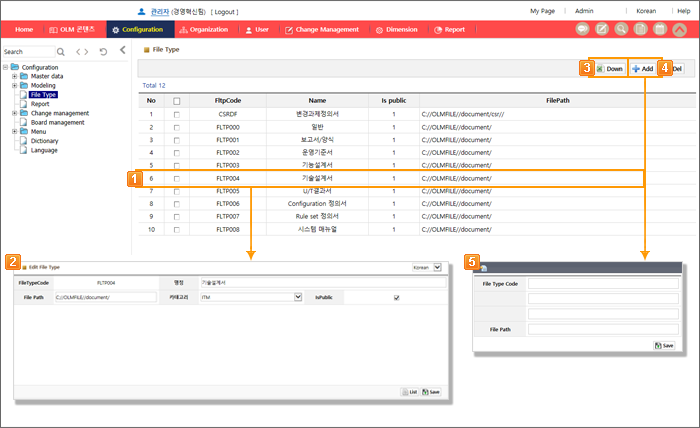 관리자 (경영혁신팀) [ Logout ]
My Page Admin Korean Help
Home OLM 콘텐츠 Configuration Organization User Change Management Dimension Report
Search
File Type
Configuration
Master data
Modeling
File Type
Report
Change management
Board management
Menu
Dictionary
Language
3 Down Add 4 Del
Total 12
No FltpCode Name Is public FilePath
1 CSRDF 변경과제정의서 1 C://OLMFILE//document/csr//
2 FLTP000 일반 1 C://OLMFILE//document/
3 FLTP001 보고서/양식 1 C://OLMFILE//document/
4 FLTP002 운영기준서 1 C://OLMFILE//document/
5 FLTP003 기능설계서 1 C://OLMFILE//document/
1
6 FLTP004 기술설계서 1 C://OLMFILE//document/
7 FLTP005 U/T결과서 1 C://OLMFILE//document/
8 FLTP006 Configuration 정의서 1 C://OLMFILE//document/
9 FLTP007 Rule set 정의서 1 C://OLMFILE//document/
10 FLTP008 시스템 매뉴얼 1 C://OLMFILE//document/
2
Edit File Type Korean
FileTypeCode FLTP004 명칭 기술설계서
File Path C://OLMFILE//document/ 카테고리 ITM IsPublic
List Save
5
File Type Code
File Path
Save